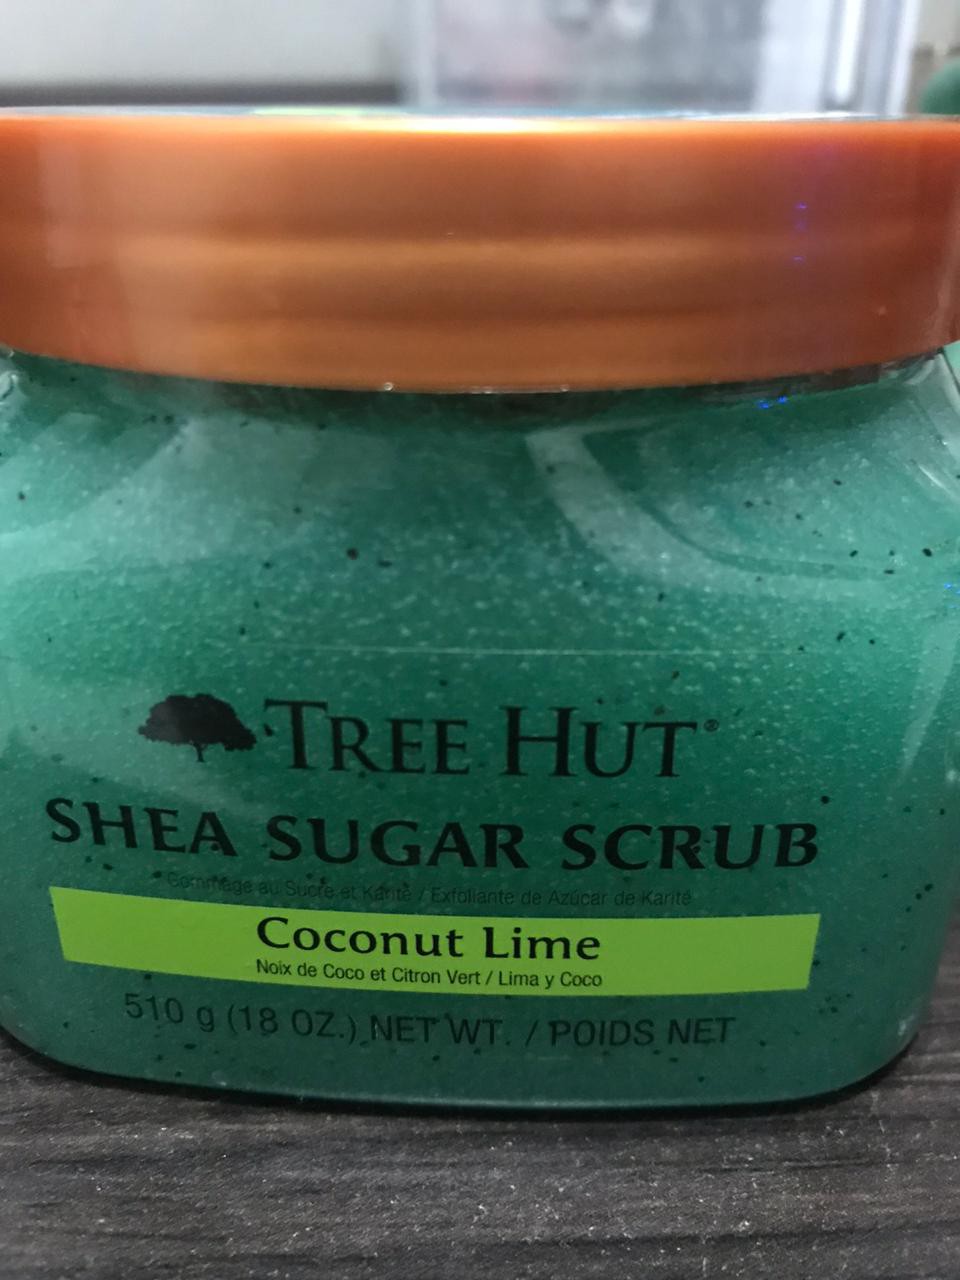 TREE HUT®
SHEA SUGAR SCRUB
Gommage au Sucre et Karité / Exfoliante de Azúcar de Karité
Coconut Lime
Noix de Coco et Citron Vert / Lima y Coco
510 g (18 OZ.) NET WT. / POIDS NET